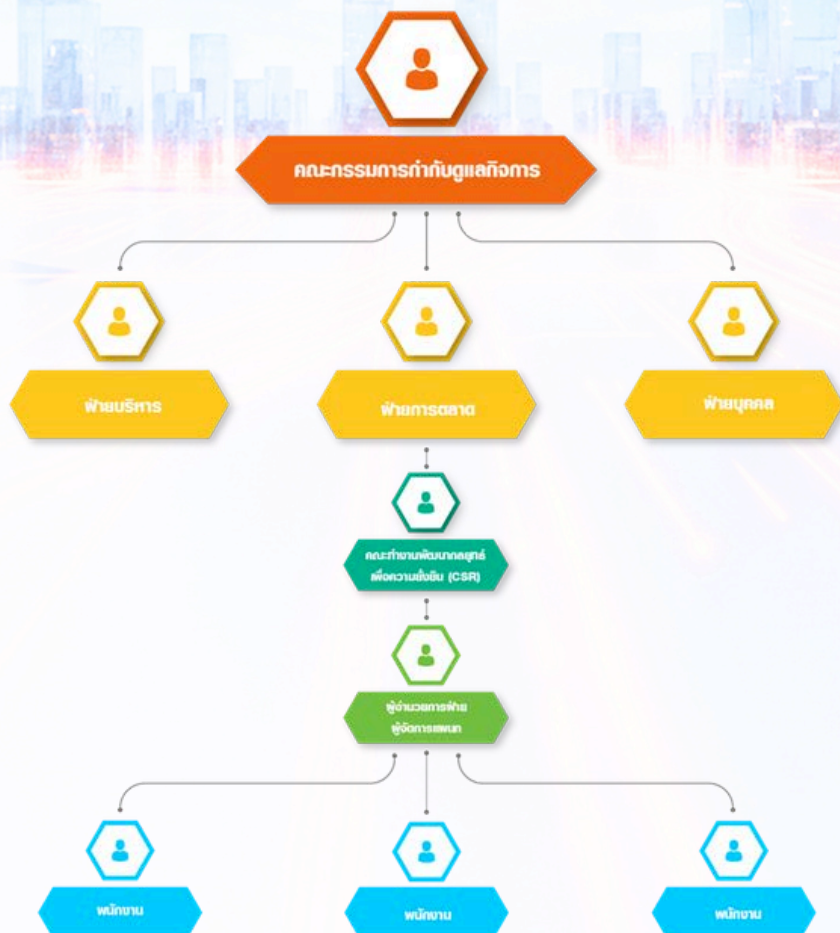 คณะกรรมการกำกับดูแลกิจการ
ฝ่ายบริหาร
ฝ่ายการตลาด
ฝ่ายบุคคล
คณะทำงานพัฒนากลยุทธ์
เพื่อความยั่งยืน (CSR)
ผู้อำนวยการฝ่าย
ผู้จัดการแผนก
พนักงาน
พนักงาน
พนักงาน